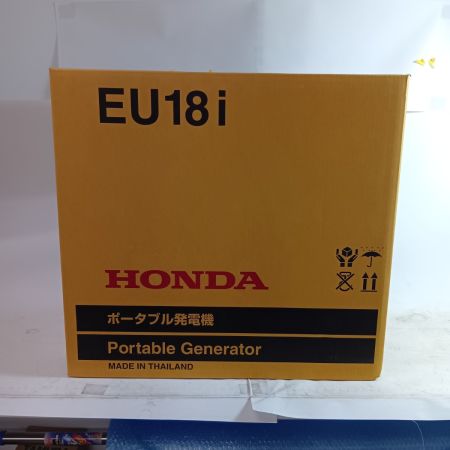 EU18i
HONDA
ポータブル発電機
Portable Generator
MADE IN THAILAND